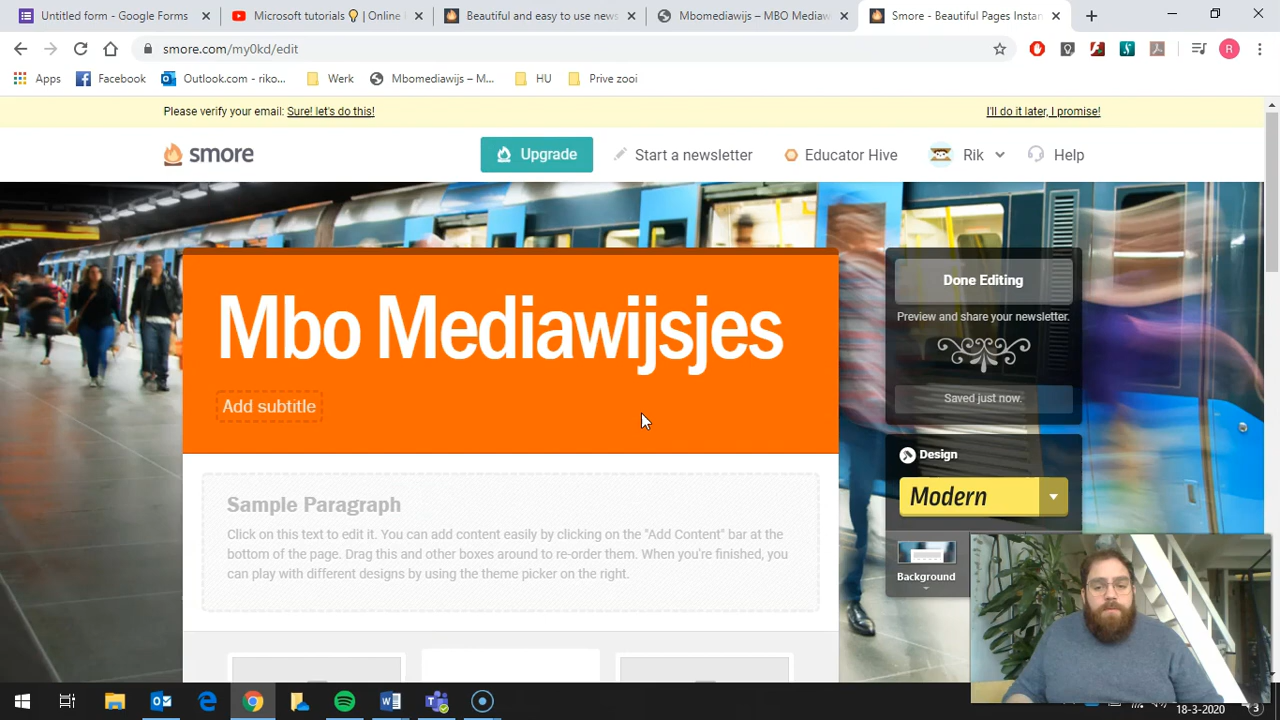 Untitled form - Google Forms
Microsoft tutorials | Online
Beautiful and easy to use news
Mbomediawijs – MBO Mediaw
Smore - Beautiful Pages Instan
smore.com/my0kd/edit
R
Apps
Facebook
Outlook.com - riko...
Werk
Mbomediawijs – M...
HU
Prive zooi
Please verify your email: Sure! let's do this!
I'll do it later, I promise!
smore
Upgrade
Start a newsletter
Educator Hive
Rik
Help
Mbo Mediawijsjes
Add subtitle
Done Editing
Preview and share your newsletter.
Saved just now.
Design
Modern
Background
Sample Paragraph
Click on this text to edit it. You can add content easily by clicking on the "Add Content" bar at the
bottom of the page. Drag this and other boxes around to re-order them. When you're finished, you
can play with different designs by using the theme picker on the right.
18-3-2020
3